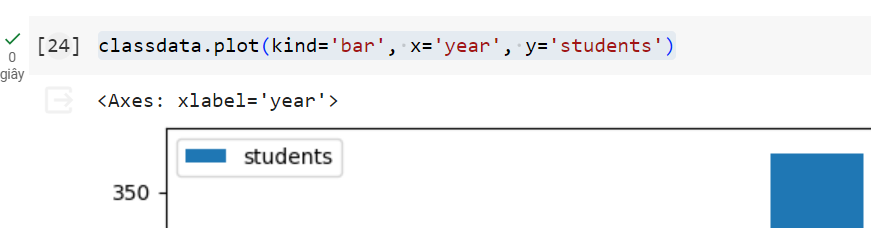 [24] classdata.plot(kind='bar', x='year', y='students')
0
giây
<Axes: xlabel='year'>
students
350